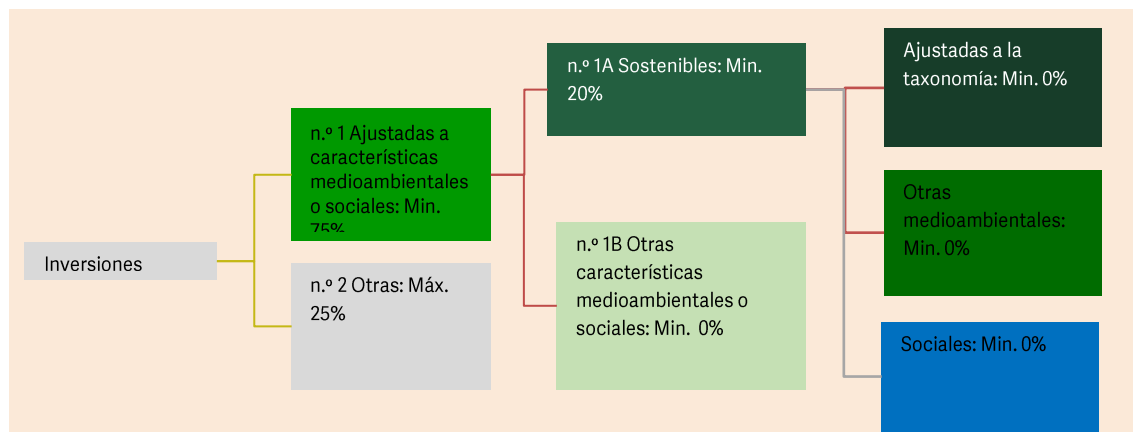 Inversiones
n.º 1 Ajustadas a
características
medioambientales
o sociales: Min.
75%
n.º 2 Otras: Máx.
25%
n.º 1A Sostenibles: Min.
20%
n.º 1B Otras
características
medioambientales o
sociales: Min. 0%
Ajustadas a la
taxonomía: Min. 0%
Otras
medioambientales:
Min. 0%
Sociales: Min. 0%